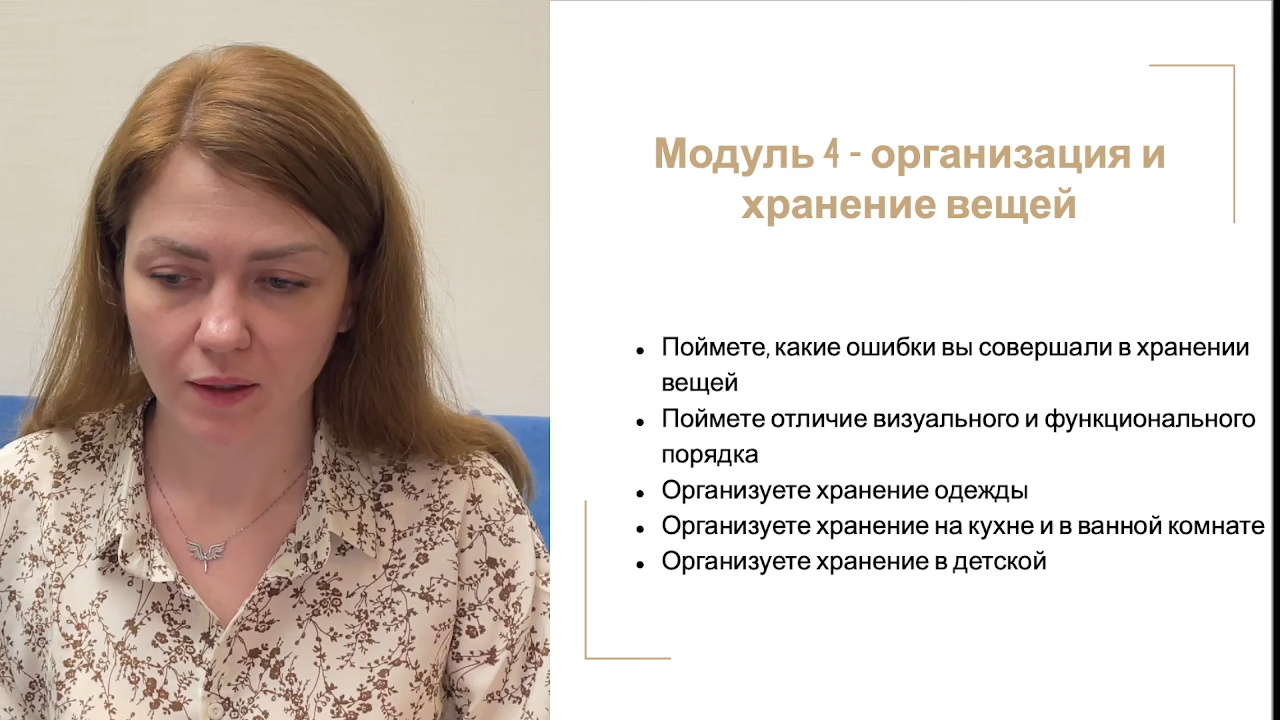 Модуль 4 - организация и
хранение вещей
● Поймете, какие ошибки вы совершали в хранении
вещей
● Поймете отличие визуального и функционального
порядка
● Организуете хранение одежды
● Организуете хранение на кухне и в ванной комнате
● Организуете хранение в детской